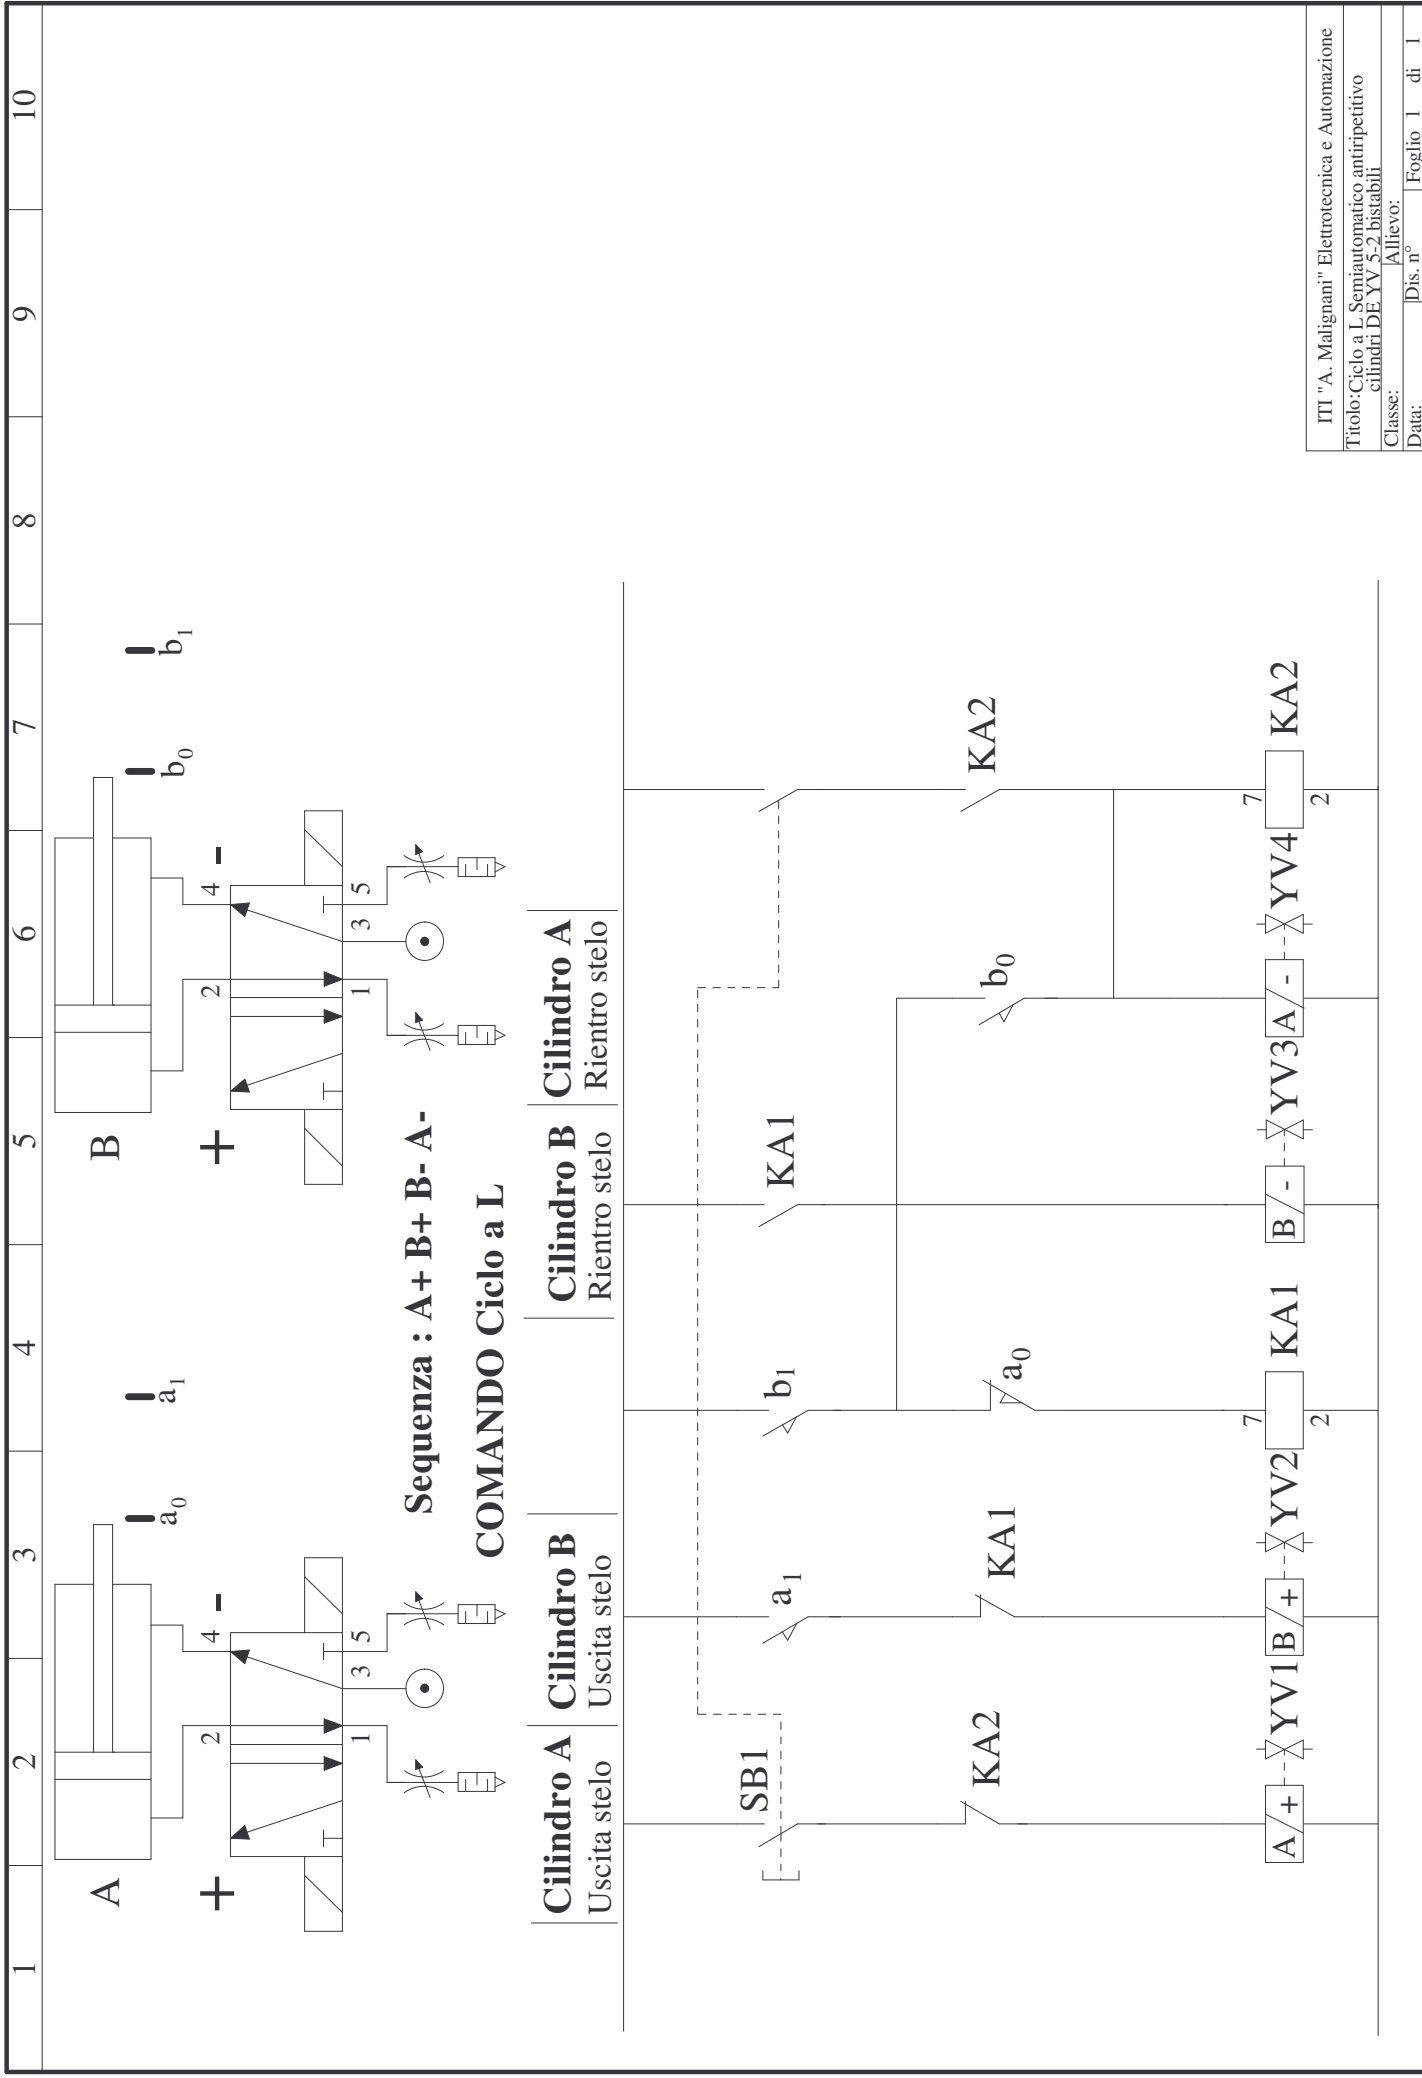 1 2 3 4 5 6 7 8 9 10
A B
a0 a1 b0 b1
+ 2 4 - + 2 4 -
1 3 5 1 3 5
Sequenza : A+ B+ B- A-
COMANDO Ciclo a L
Cilindro A Cilindro B Cilindro B Cilindro A
Uscita stelo Uscita stelo Rientro stelo Rientro stelo
SB1 a1 b1 KA1
KA2 KA1 a0 b0 KA2
7 7
A + YV1 B + YV2 KA1 B - YV3 A - YV4 KA2
2 2
ITI "A. Malignani" Elettrotecnica e Automazione
Titolo:Ciclo a L Semiautomatico antiripetitivo
cilindri DE YV 5-2 bistabili
Classe: Allievo:
Data: Dis. n° Foglio 1 di 1